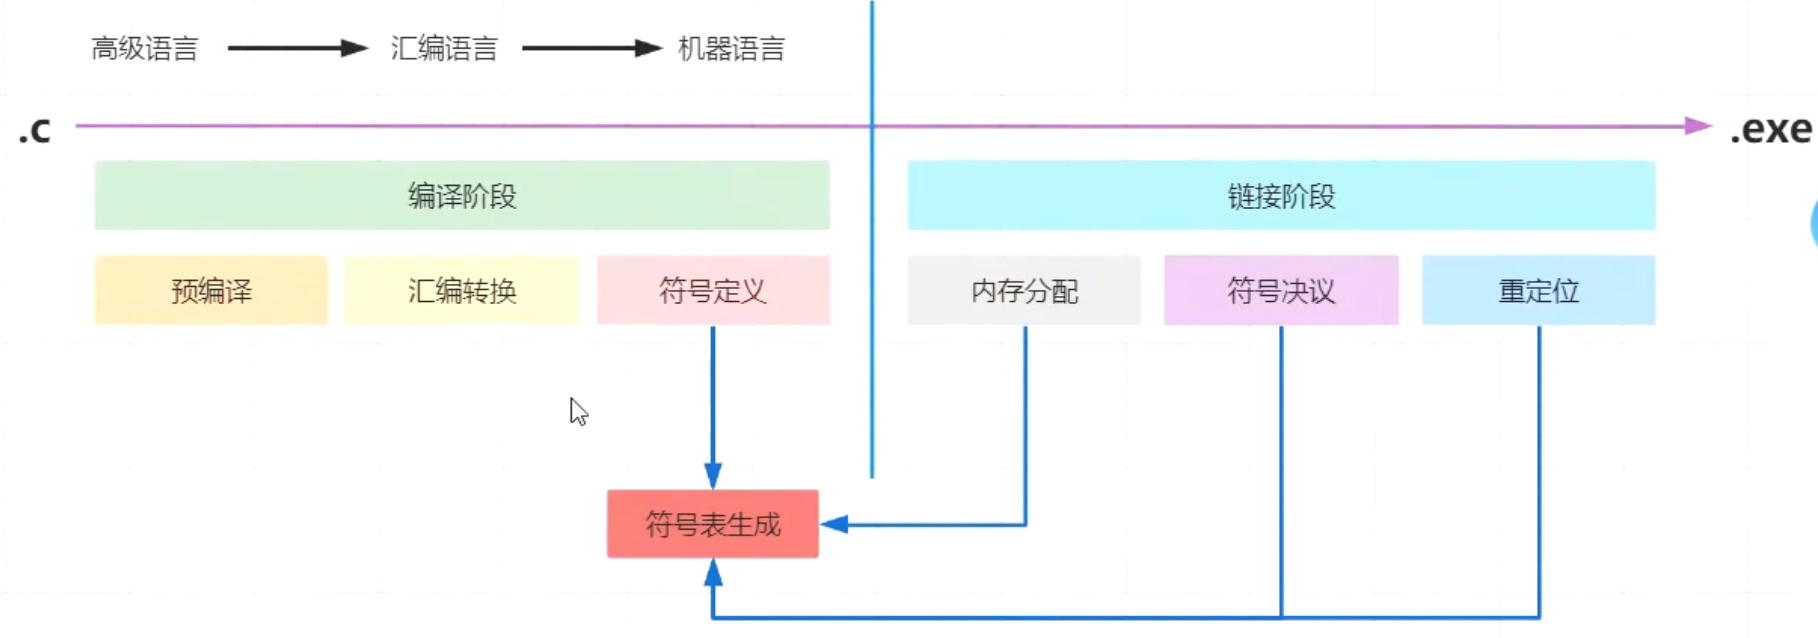 高级语言 汇编语言 机器语言
.c .exe
编译阶段 链接阶段
预编译 汇编转换 符号定义 内存分配 符号决议 重定位
符号表生成